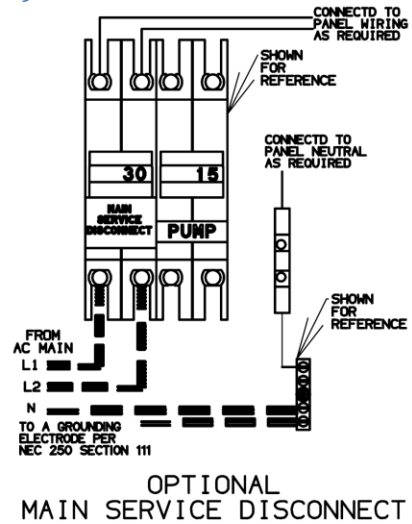 CONNECTD TO
PANEL WIRING
AS REQUIRED
SHOWN
FOR
REFERENCE
CONNECTD TO
PANEL NEUTRAL
AS REQUIRED
30
15
MAIN
SERVICE
DISCONNECT
PUMP
SHOWN
FOR
REFERENCE
FROM
AC MAIN
L1
L2
N
TO A GROUNDING
ELECTRODE PER
NEC 250 SECTION 111
OPTIONAL
MAIN SERVICE DISCONNECT